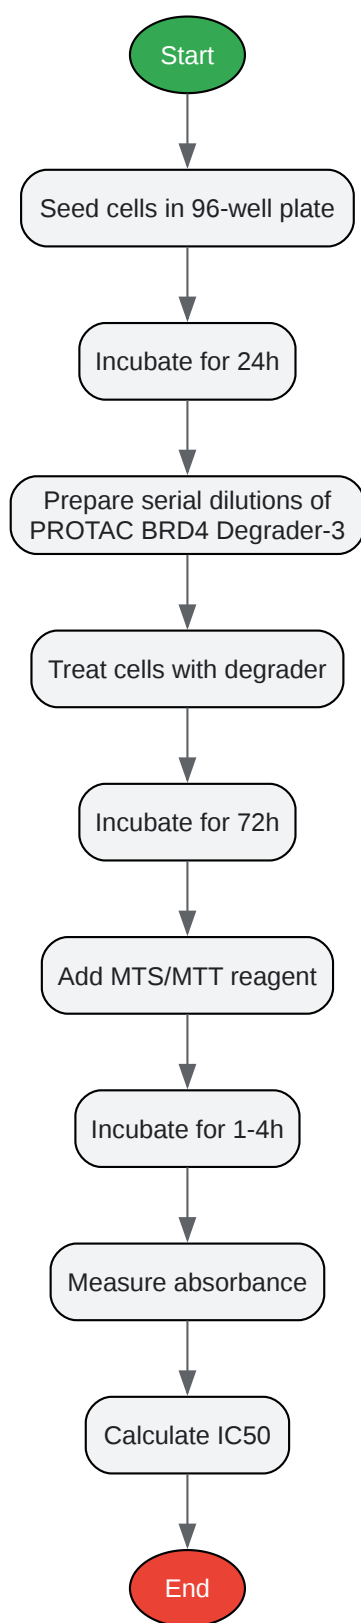 Start
Seed cells in 96-well plate
Incubate for 24h
Prepare serial dilutions of
PROTAC BRD4 Degrader-3
Treat cells with degrader
Incubate for 72h
Add MTS/MTT reagent
Incubate for 1-4h
Measure absorbance
Calculate IC50
End